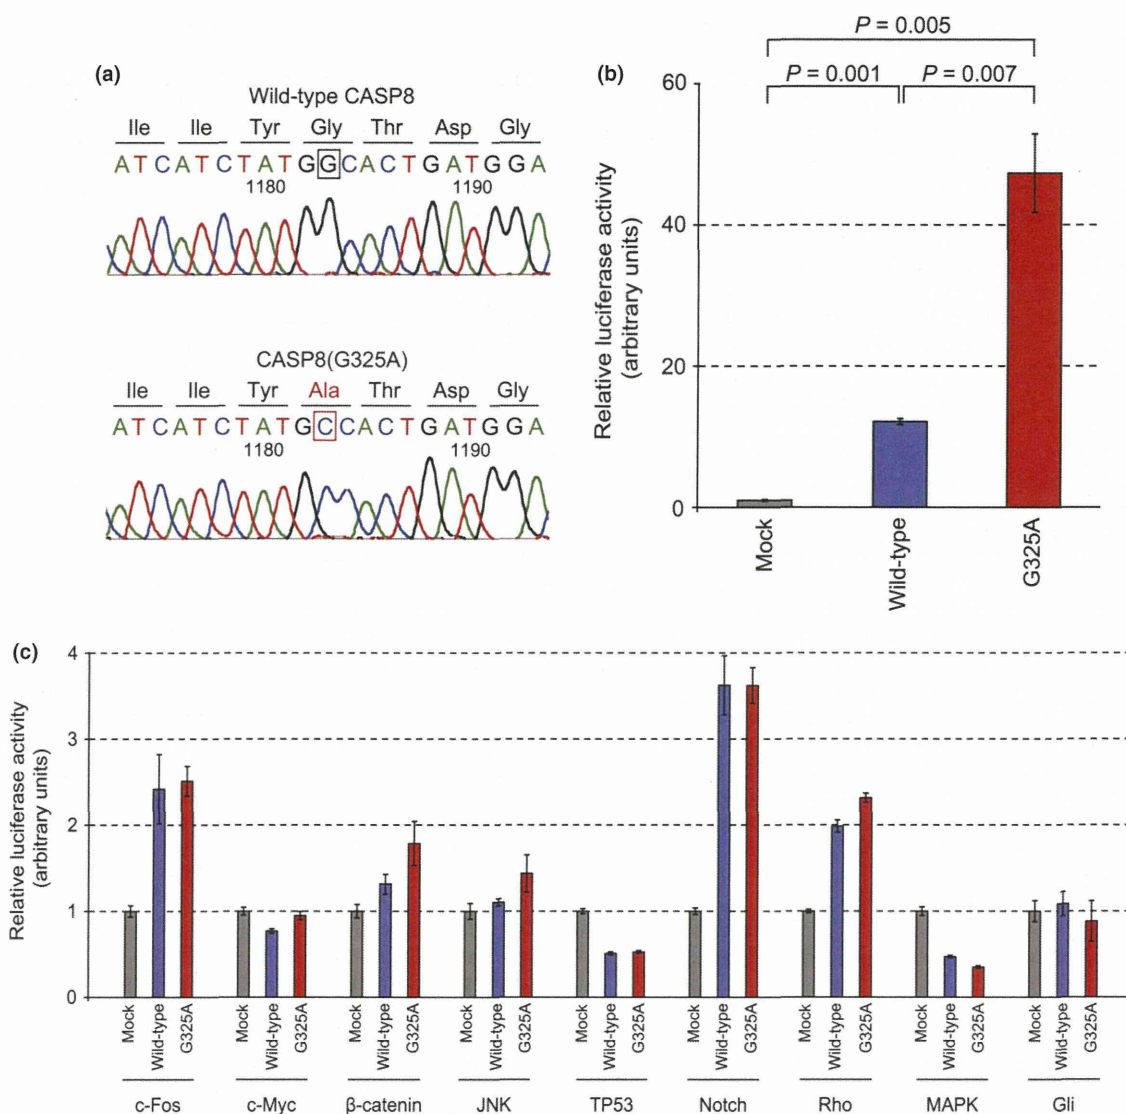 (a)
Wild-type CASP8
Ile Ile Tyr Gly Thr Asp Gly
ATCATCTATGGCACTGATGGA
1180 1190
CASP8(G325A)
Ile Ile Tyr Ala Thr Asp Gly
ATCATCTATGCCACTGATGGA
1180 1190
(b)
P = 0.005
P = 0.001 P = 0.007
60
40
20
0
Relative luciferase activity
(arbitrary units)
Mock Wild-type G325A
(c)
4
3
2
1
0
Relative luciferase activity
(arbitrary units)
Mock Wild-type G325A Mock Wild-type G325A Mock Wild-type G325A Mock Wild-type G325A Mock Wild-type G325A Mock Wild-type G325A Mock Wild-type G325A Mock Wild-type G325A Mock Wild-type G325A
c-Fos c-Myc β-catenin JNK TP53 Notch Rho MAPK Gli